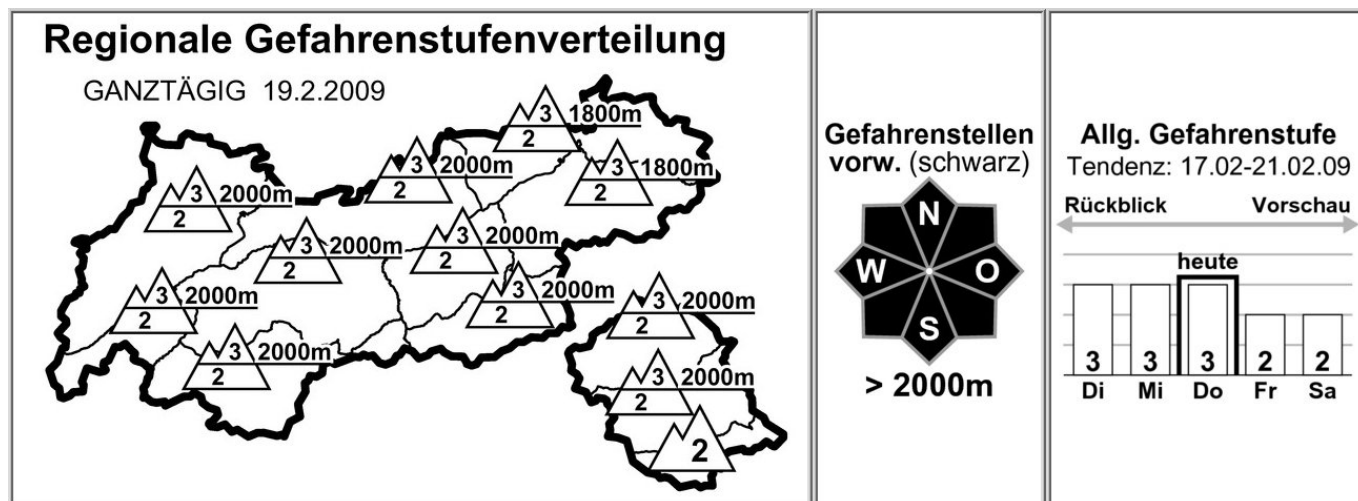 Regionale Gefahrenstufenverteilung
GANZTÄGIG 19.2.2009
3 1800m
2
3 2000m
2
3 1800m
2
3 2000m
2
3 2000m
2
3 2000m
2
3 2000m
2
3 2000m
2
3 2000m
2
3 2000m
2
3 2000m
2
2
Gefahrenstellen
vorw. (schwarz)
N
W O
S
> 2000m
Allg. Gefahrenstufe
Tendenz: 17.02-21.02.09
Rückblick Vorschau
heute
3 3 3 2 2
Di Mi Do Fr Sa